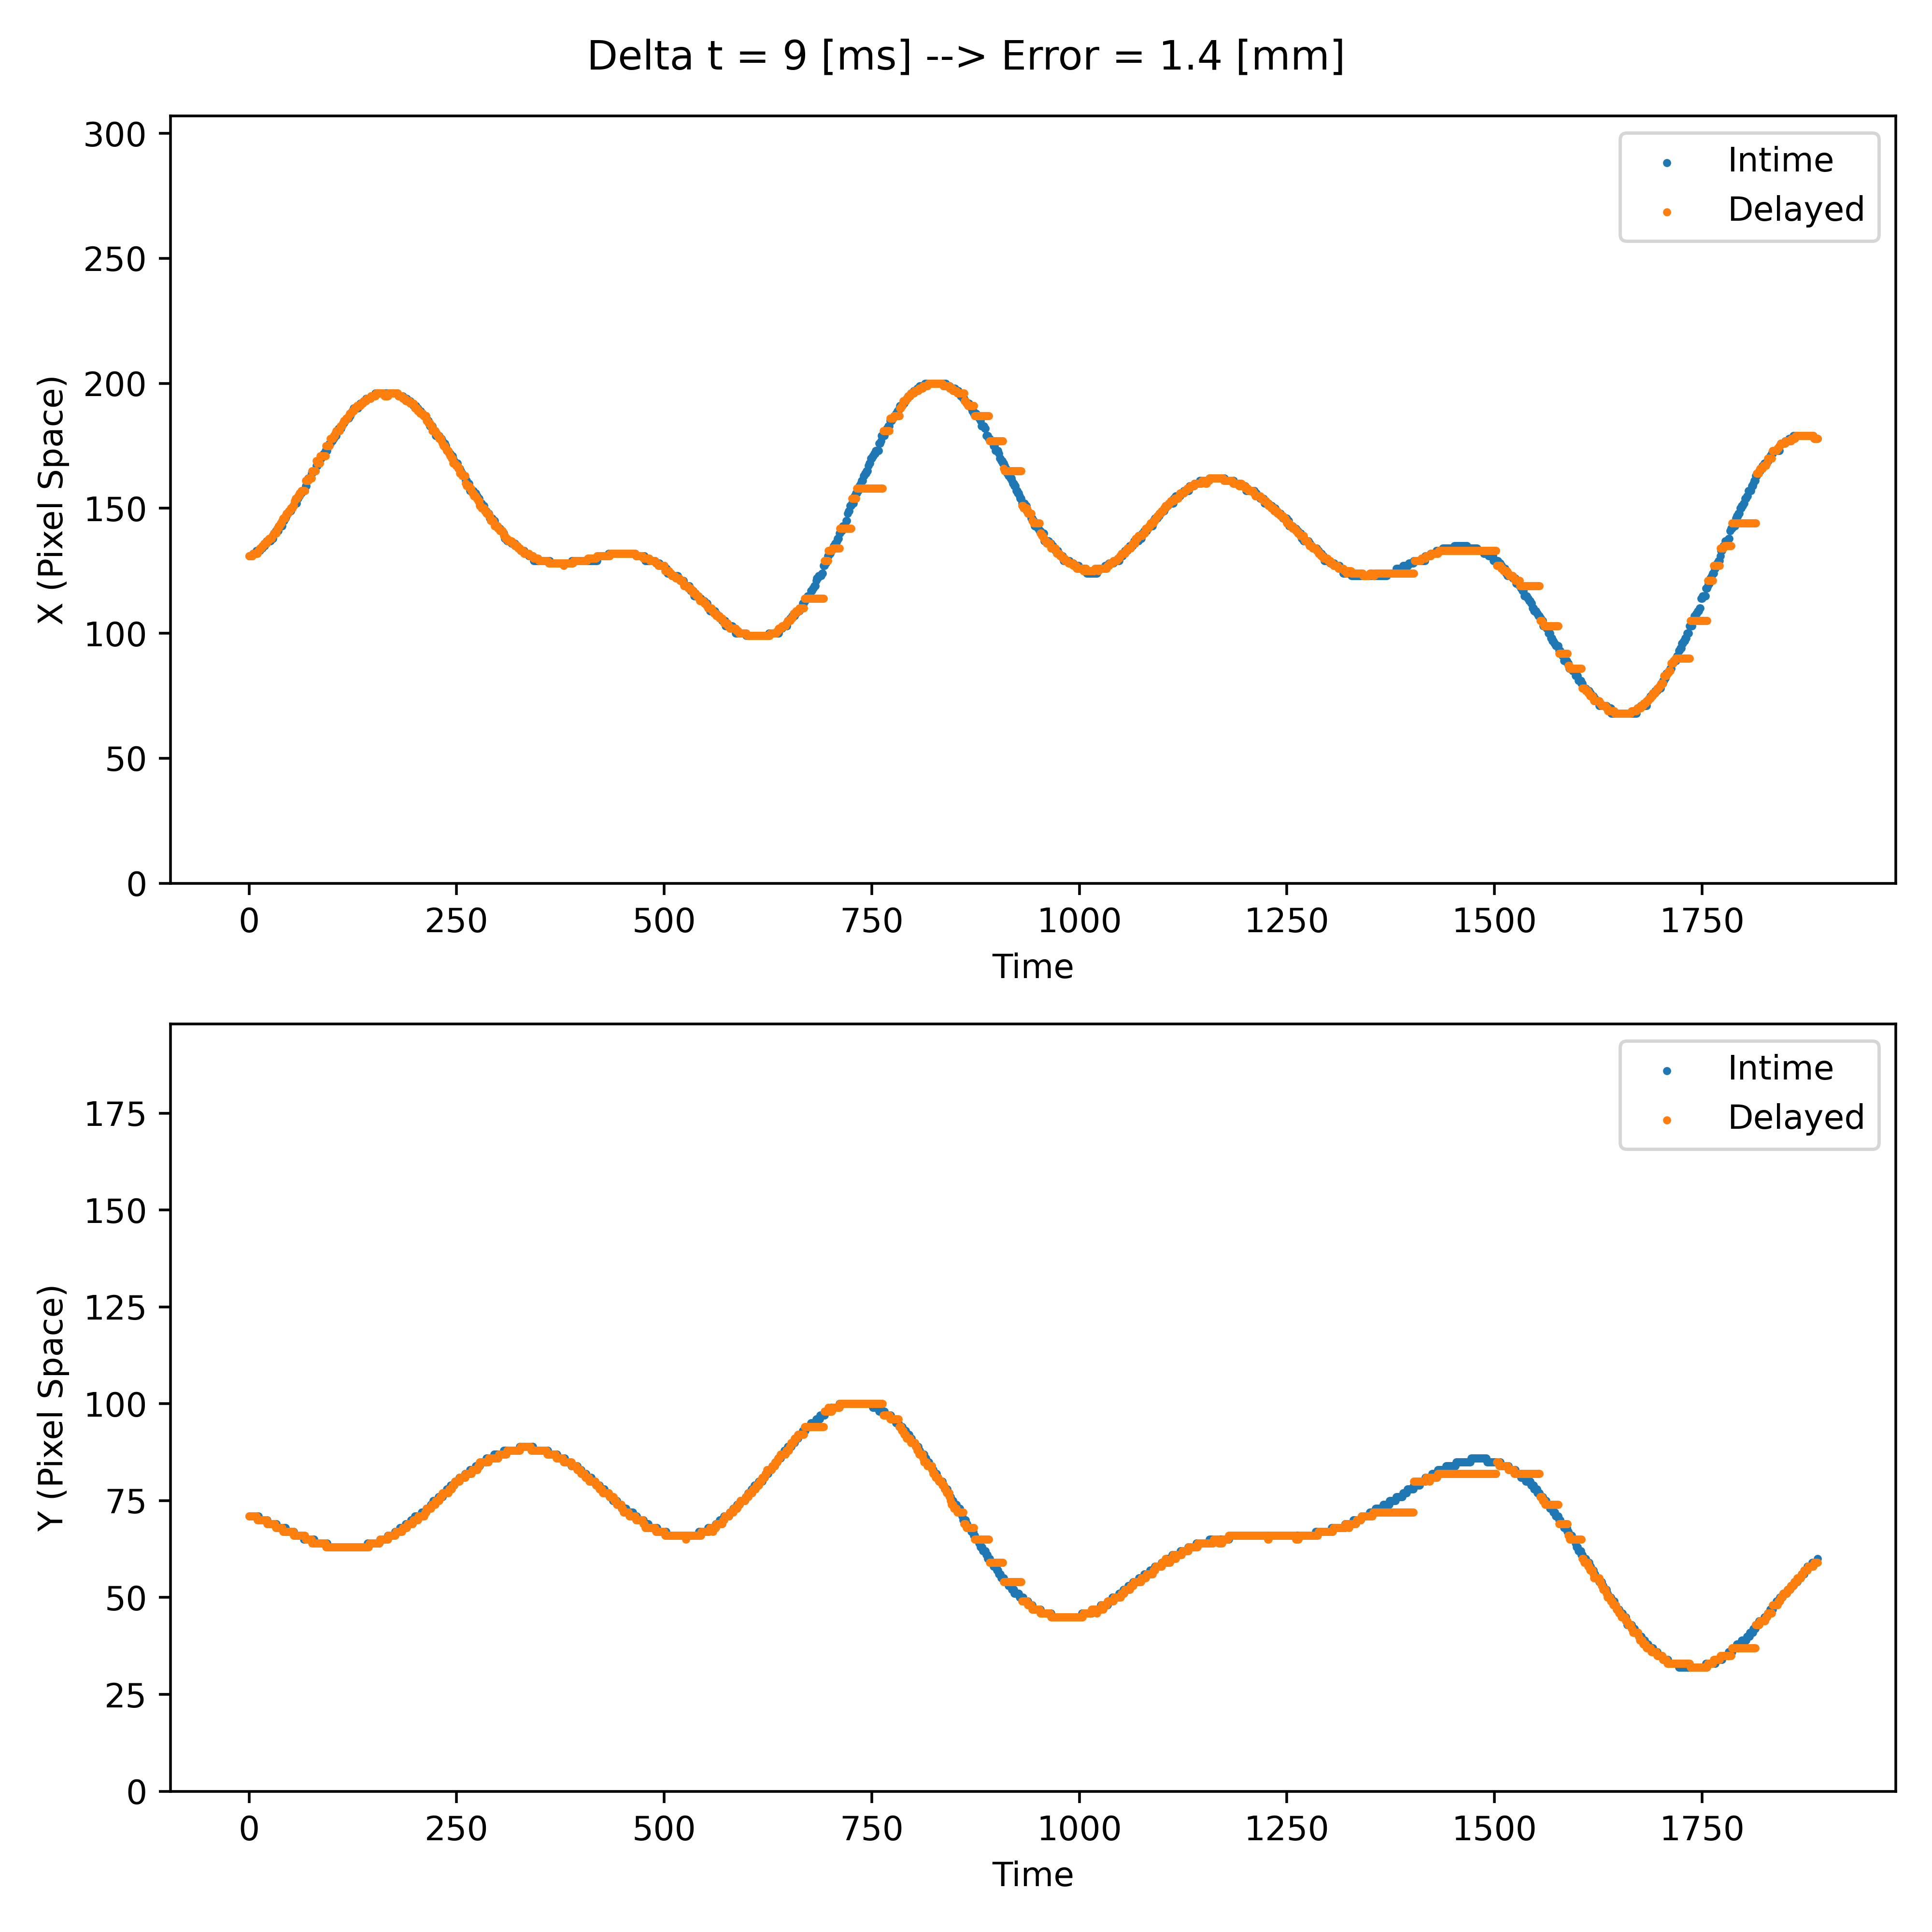 Delta t = 9 [ms] --> Error = 1.4 [mm]
300
250
200
150
100
50
0
X (Pixel Space)
Intime
Delayed
0 250 500 750 1000 1250 1500 1750
Time
175
150
125
100
75
50
25
0
Y (Pixel Space)
Intime
Delayed
0 250 500 750 1000 1250 1500 1750
Time